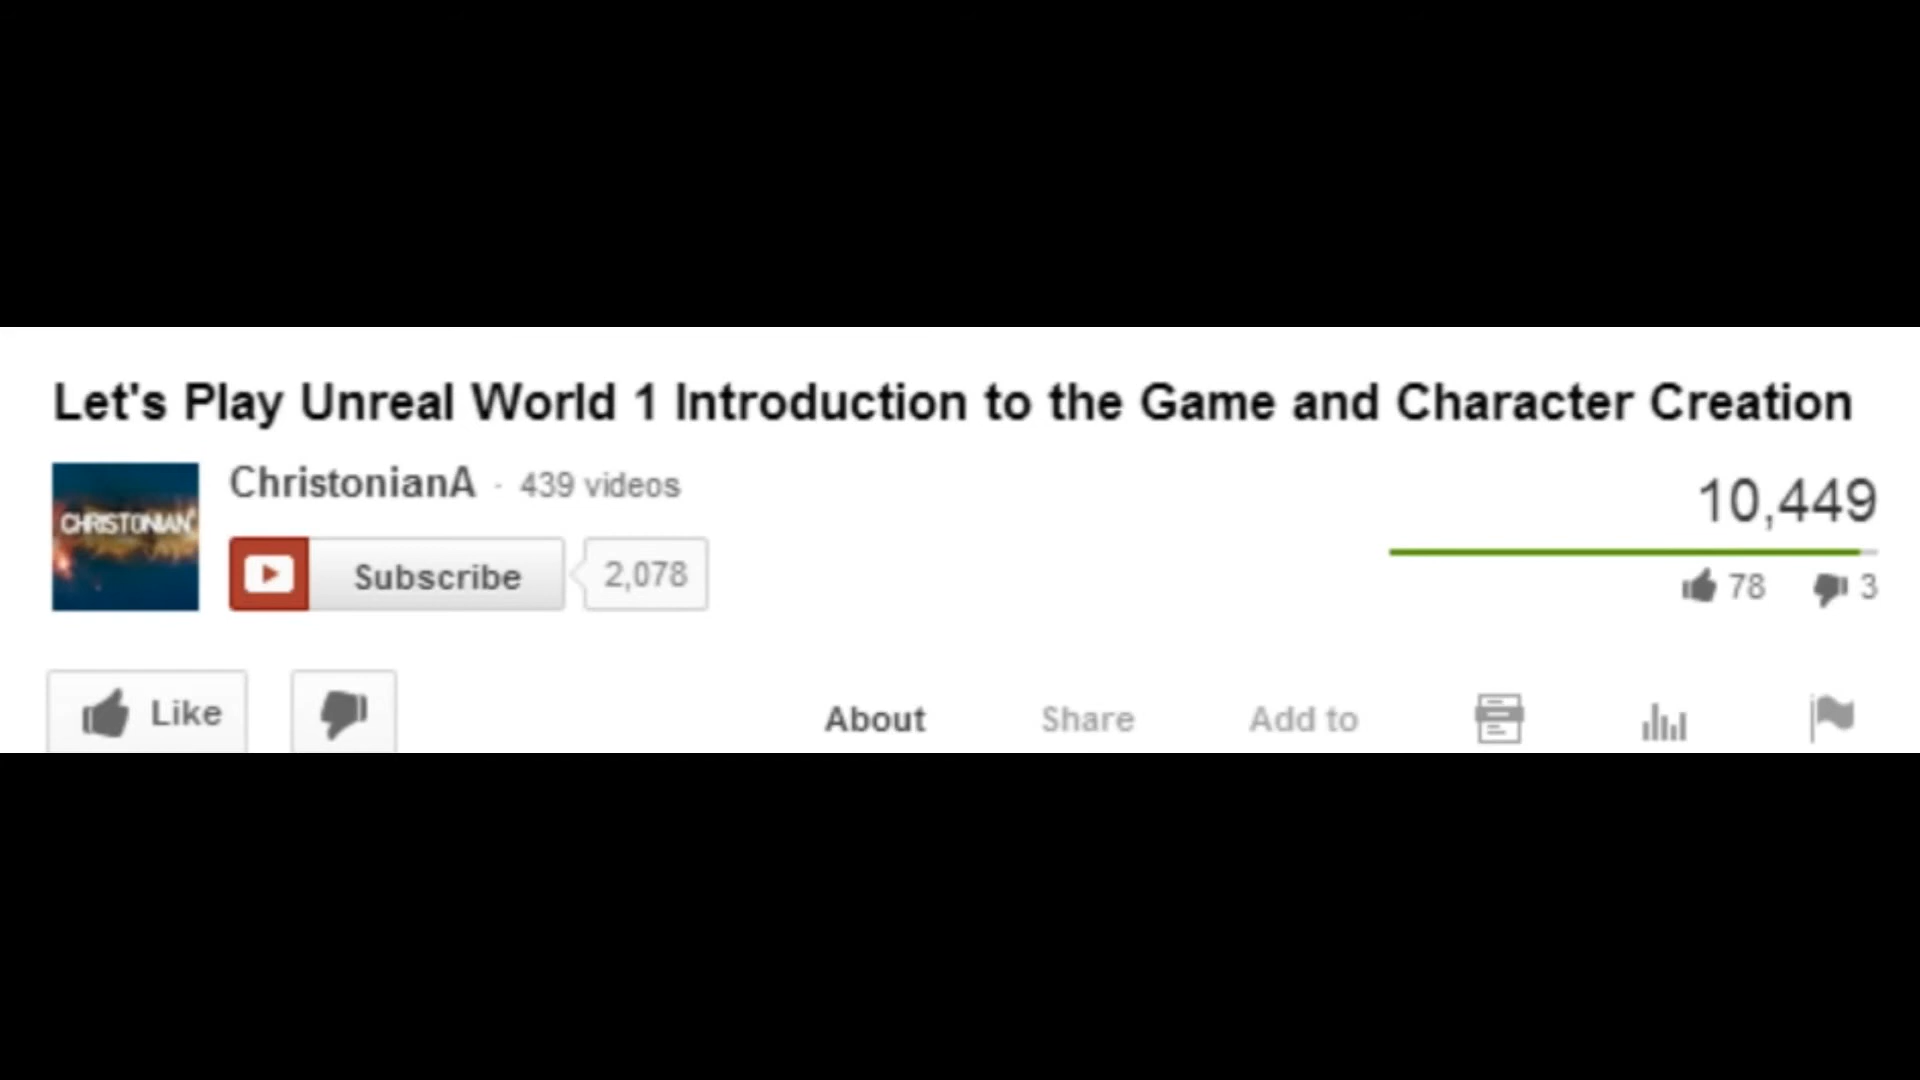 Let's Play Unreal World 1 Introduction to the Game and Character Creation
CHRISTONIAN
ChristonianA · 439 videos
Subscribe 2,078
10,449
78 3
Like
About Share Add to